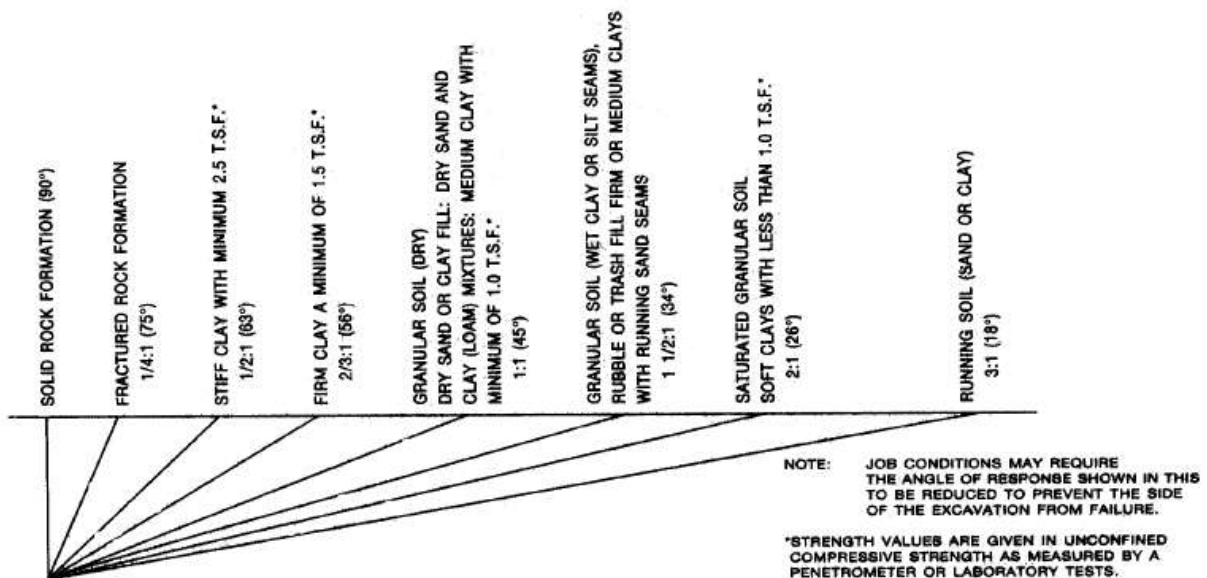 SOLID ROCK FORMATION (90°)
FRACTURED ROCK FORMATION
1/4:1 (75°)
STIFF CLAY WITH MINIMUM 2.5 T.S.F.*
1/2:1 (63°)
FIRM CLAY A MINIMUM OF 1.5 T.S.F.*
2/3:1 (56°)
GRANULAR SOIL (DRY)
DRY SAND OR CLAY FILL: DRY SAND AND
CLAY (LOAM) MIXTURES: MEDIUM CLAY WITH
MINIMUM OF 1.0 T.S.F.*
1:1 (45°)
GRANULAR SOIL (WET CLAY OR SILT SEAMS),
RUBBLE OR TRASH FILL FIRM OR MEDIUM CLAYS
WITH RUNNING SAND SEAMS
1 1/2:1 (34°)
SATURATED GRANULAR SOIL
SOFT CLAYS WITH LESS THAN 1.0 T.S.F.*
2:1 (26°)
RUNNING SOIL (SAND OR CLAY)
3:1 (18°)
NOTE: JOB CONDITIONS MAY REQUIRE
THE ANGLE OF RESPONSE SHOWN IN THIS
TO BE REDUCED TO PREVENT THE SIDE
OF THE EXCAVATION FROM FAILURE.
*STRENGTH VALUES ARE GIVEN IN UNCONFINED
COMPRESSIVE STRENGTH AS MEASURED BY A
PENETROMETER OR LABORATORY TESTS.